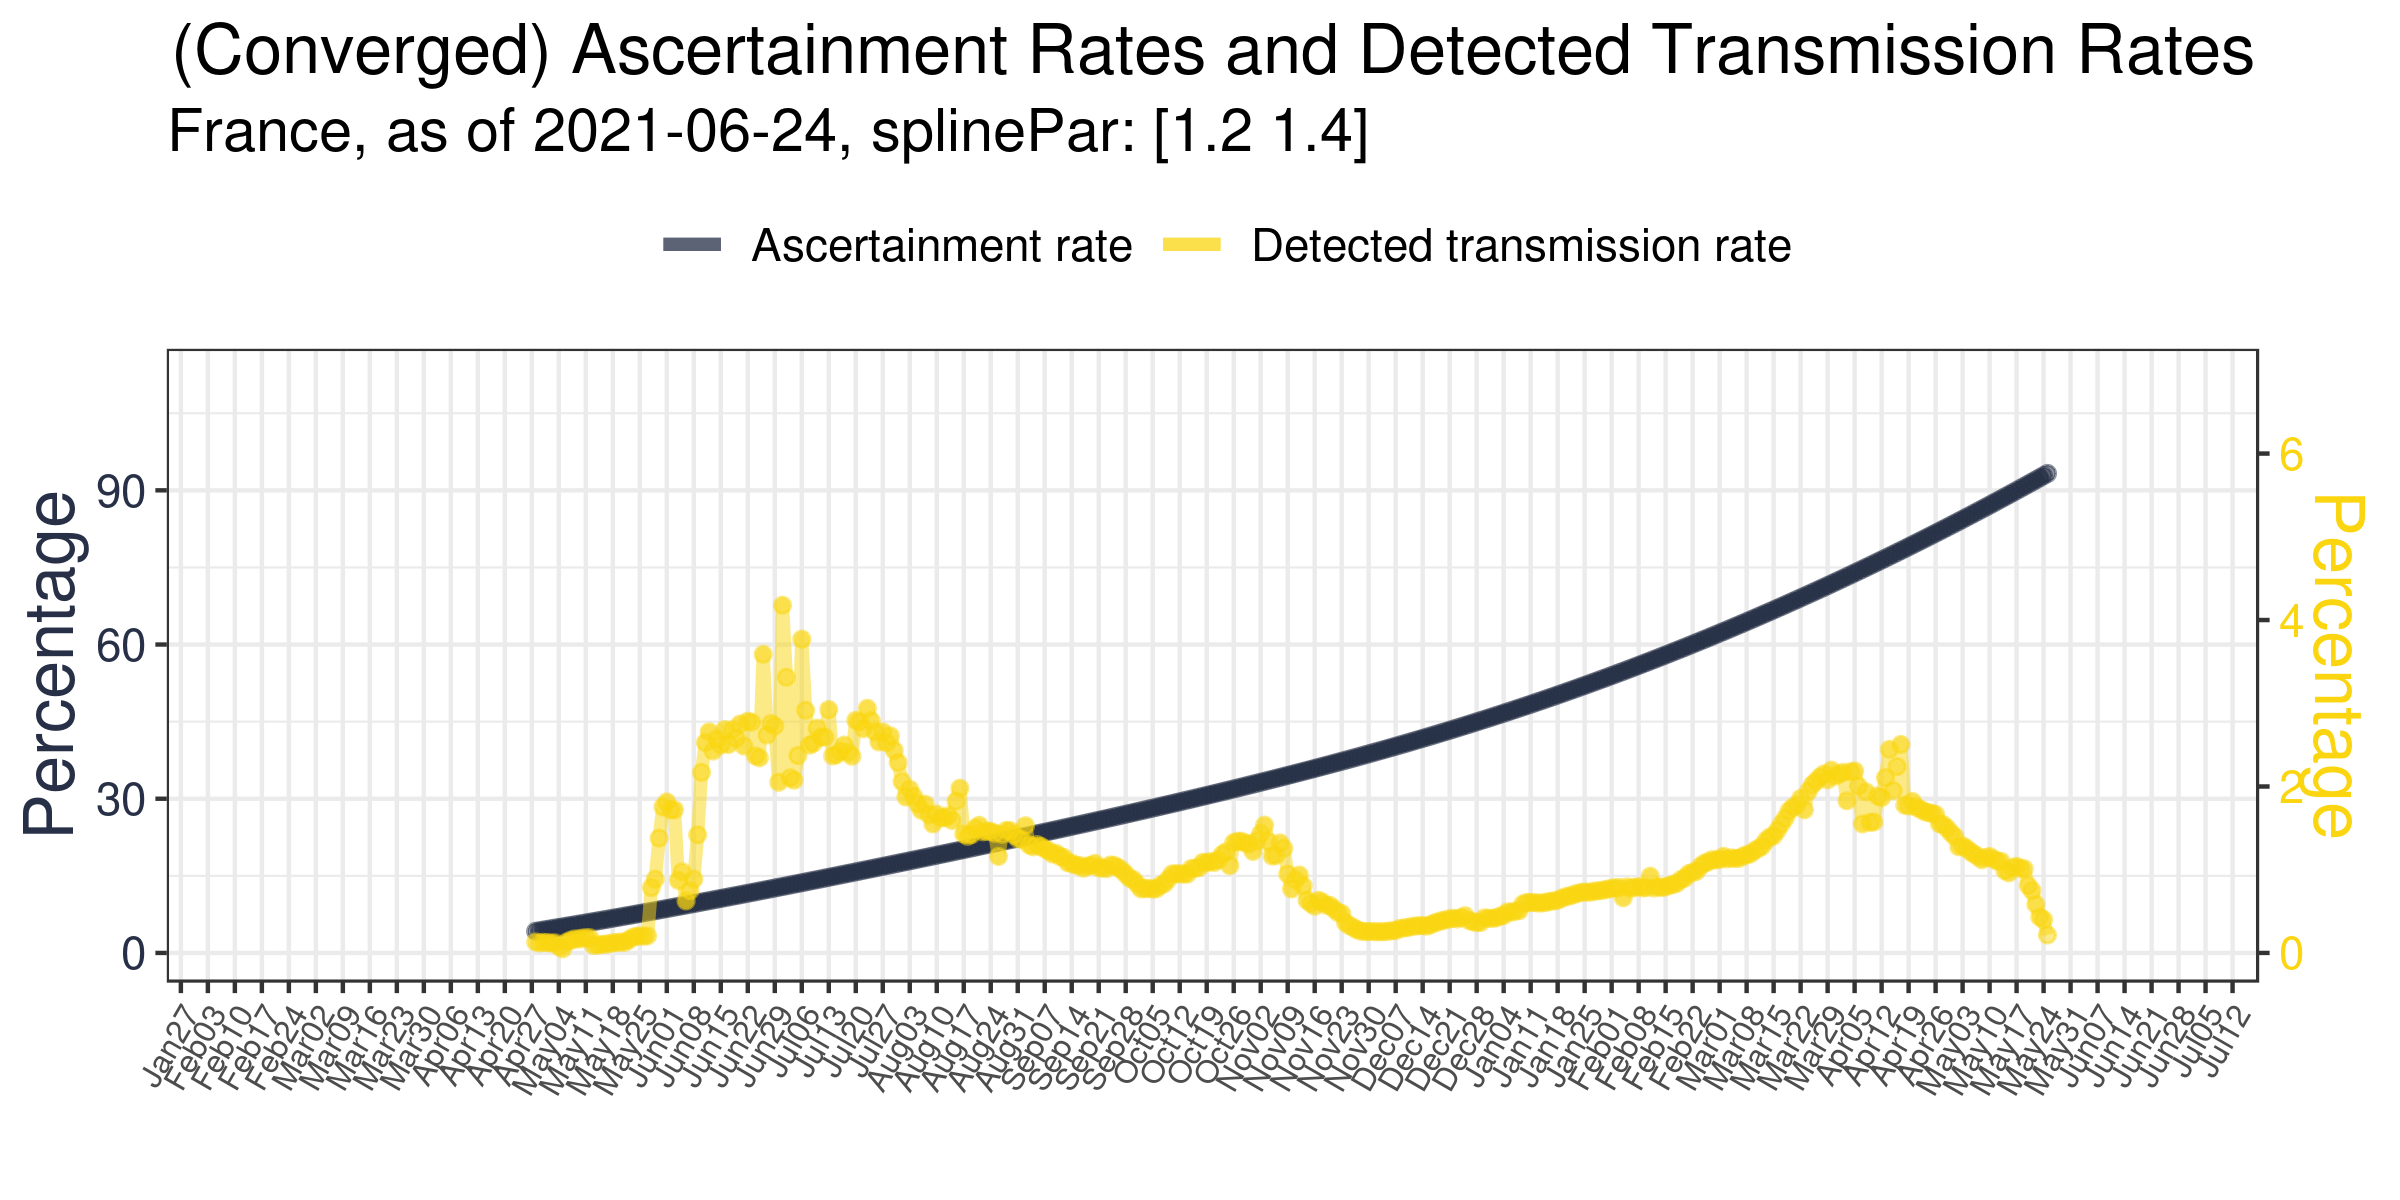 (Converged) Ascertainment Rates and Detected Transmission Rates
France, as of 2021-06-24, splinePar: [1.2 1.4]
Ascertainment rate Detected transmission rate
Percentage
90
60
30
0
6
4
2
0
Percentage
Jan27 Feb03 Feb10 Feb17 Feb24 Mar02 Mar09 Mar16 Mar23 Mar30 Apr06 Apr13 Apr20 Apr27 May04 May11 May18 May25 Jun01 Jun08 Jun15 Jun22 Jun29 Jul06 Jul13 Jul20 Jul27 Aug03 Aug10 Aug17 Aug24 Aug31 Sep07 Sep14 Sep21 Sep28 Oct05 Oct12 Oct19 Oct26 Nov02 Nov09 Nov16 Nov23 Nov30 Dec07 Dec14 Dec21 Dec28 Jan04 Jan11 Jan18 Jan25 Feb01 Feb08 Feb15 Feb22 Mar01 Mar08 Mar15 Mar22 Mar29 Apr05 Apr12 Apr19 Apr26 May03 May10 May17 May24 May31 Jun07 Jun14 Jun21 Jun28 Jul05 Jul12